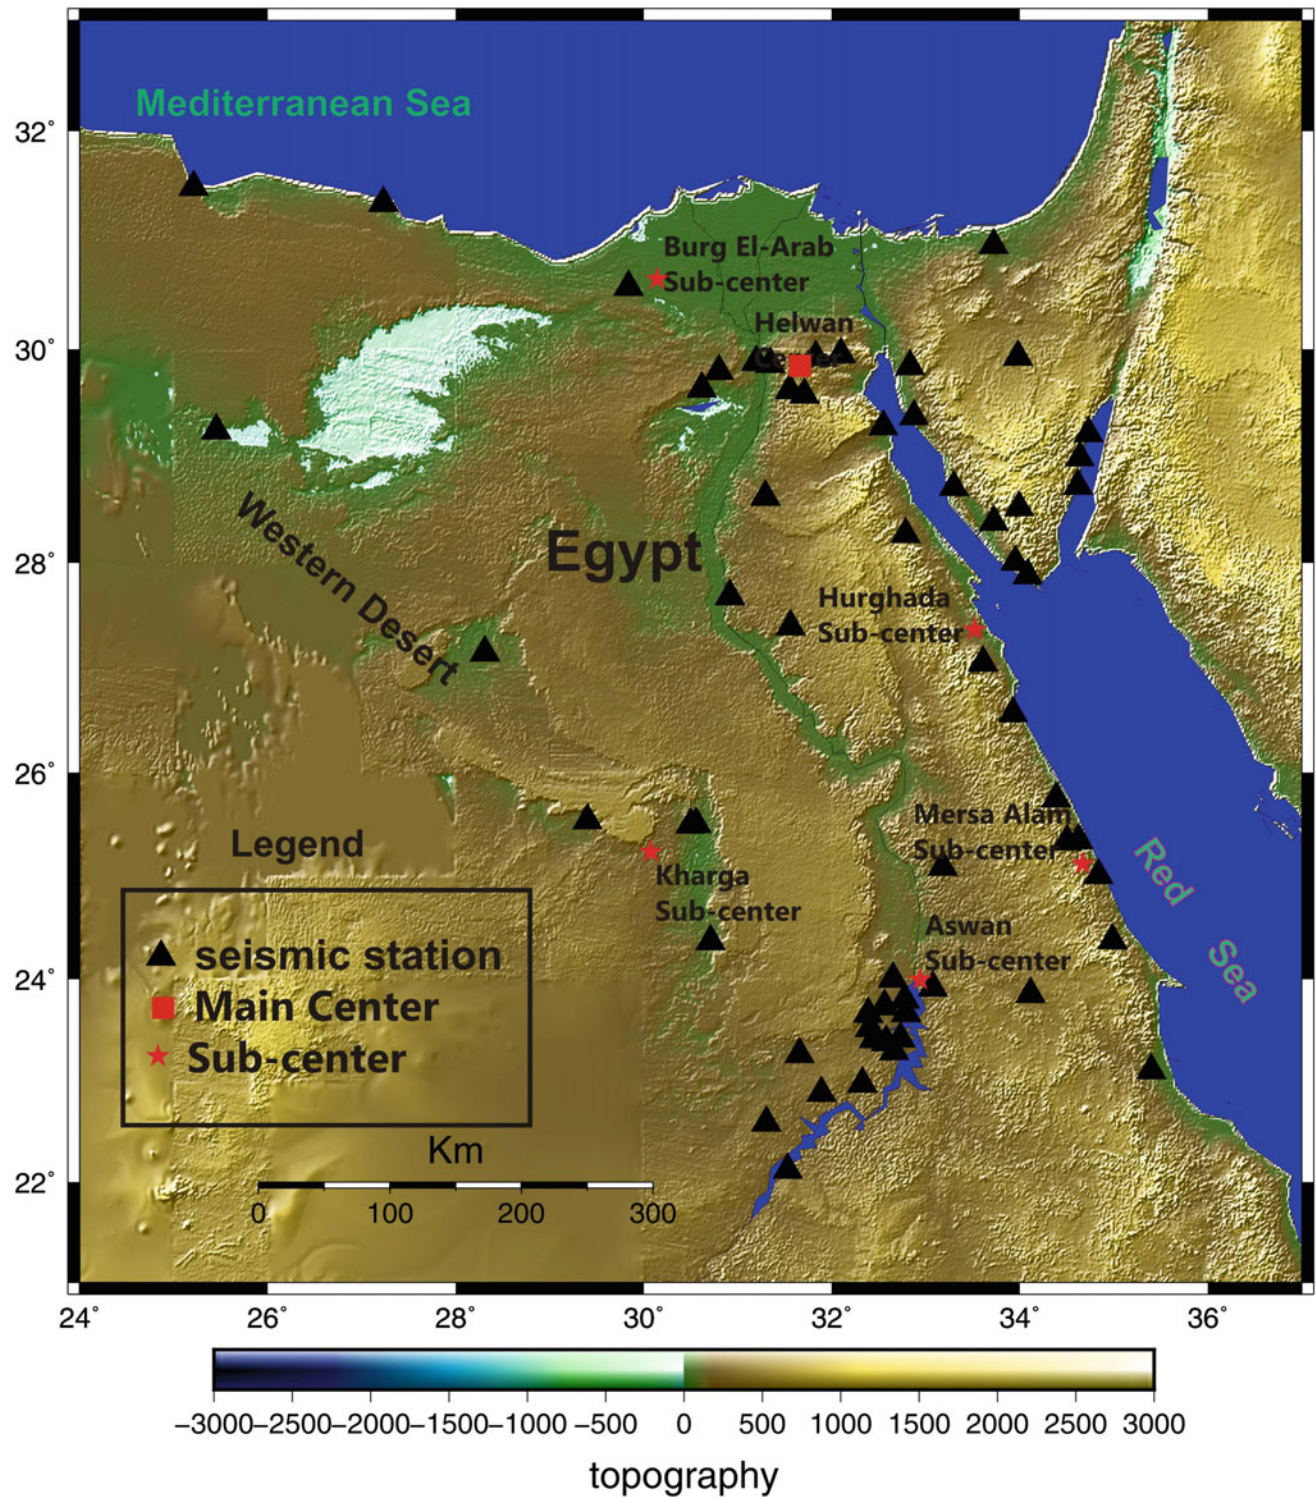 Mediterranean Sea
32°
Burg El-Arab
Sub-center
Helwan
Center
30°
Western Desert
Egypt
28°
Hurghada
Sub-center
26°
Mersa Alam
Sub-center
Red Sea
Legend
Kharga
Sub-center
Aswan
Sub-center
seismic station
24°
Main Center
Sub-center
Km
22°
0 100 200 300
24° 26° 28° 30° 32° 34° 36°
−3000 −2500 −2000 −1500 −1000 −500 0 500 1000 1500 2000 2500 3000
topography